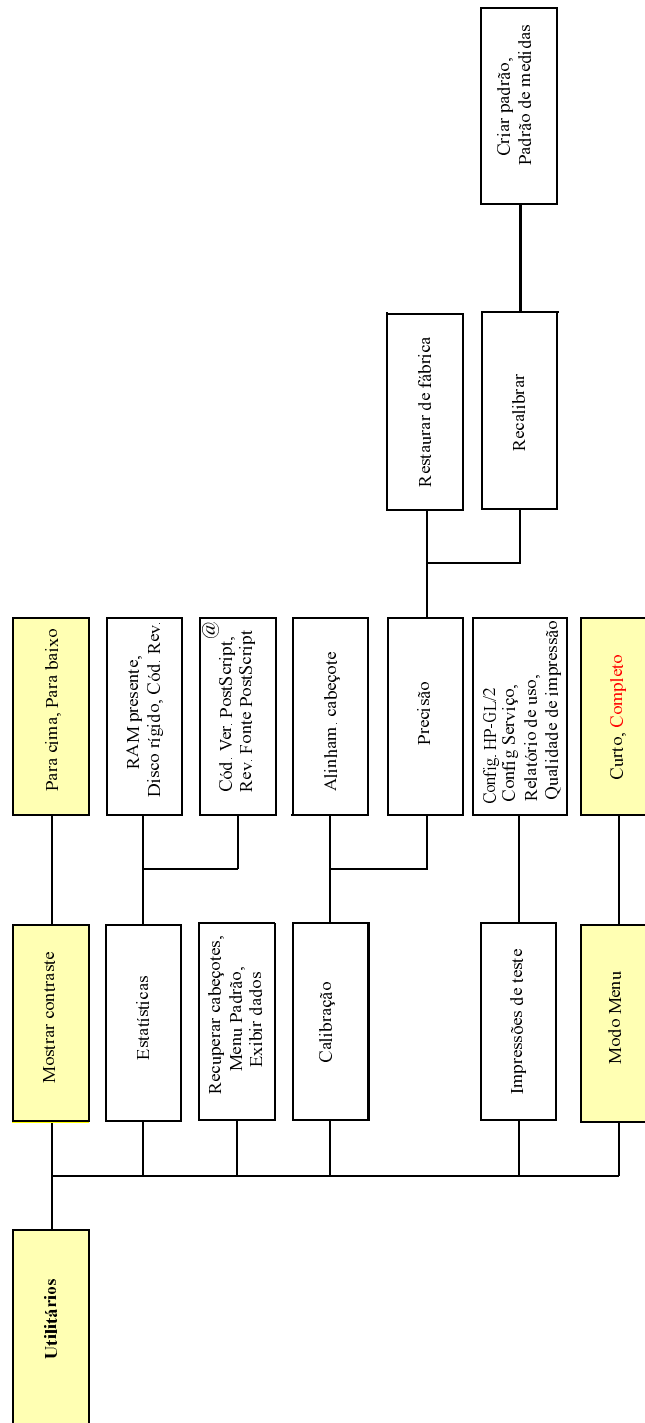 Utilitários
Mostrar contraste
Para cima, Para baixo
Estatísticas
RAM presente,
Disco rígido, Cód. Rev.
@
Cód. Ver. PostScript,
Rev. Fonte PostScript
Recuperar cabeçotes,
Menu Padrão,
Exibir dados
Calibração
Alinham. cabeçote
Precisão
Restaurar de fábrica
Recalibrar
Criar padrão,
Padrão de medidas
Impressões de teste
Config. HP-GL/2
Config Serviço,
Relatório de uso,
Qualidade de impressão
Modo Menu
Curto, Completo